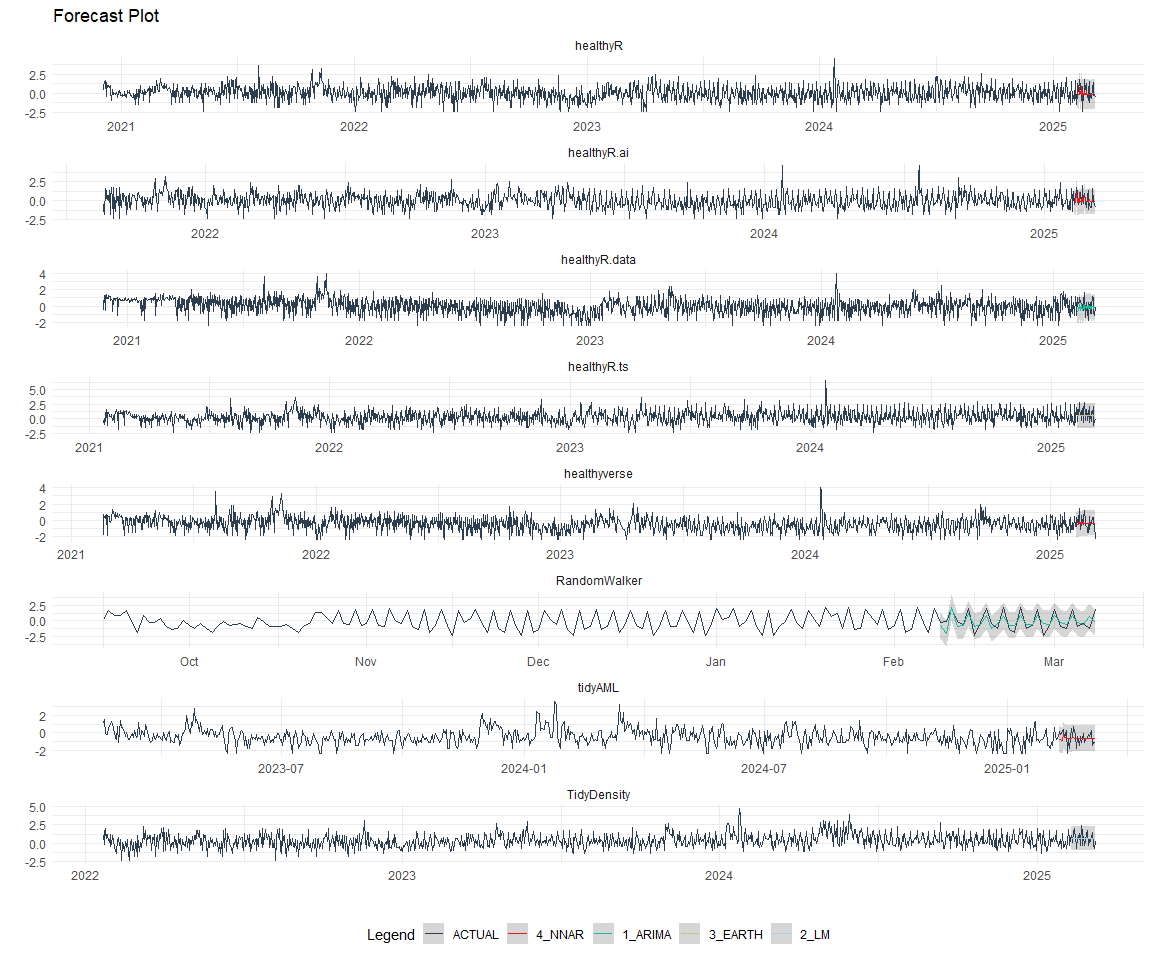 Forecast Plot
healthyR
2.5
0.0
-2.5
2021 2022 2023 2024 2025
healthyR.ai
2.5
0.0
-2.5
2022 2023 2024 2025
healthyR.data
4
2
0
-2
2021 2022 2023 2024 2025
healthyR.ts
5.0
2.5
0.0
-2.5
2021 2022 2023 2024 2025
healthyverse
4
2
0
-2
2021 2022 2023 2024 2025
RandomWalker
2.5
0.0
-2.5
Oct Nov Dec Jan Feb Mar
tidyAML
2
0
-2
2023-07 2024-01 2024-07 2025-01
TidyDensity
5.0
2.5
0.0
-2.5
2022 2023 2024 2025
Legend ACTUAL 4_NNAR 1_ARIMA 3_EARTH 2_LM